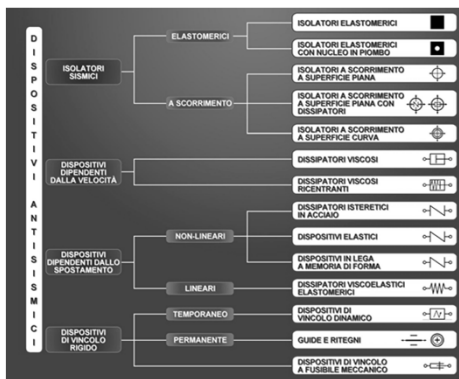 DISPOSITIVI ANTISISMICI
ISOLATORI
SISMICI
ELASTOMERICI
ISOLATORI ELASTOMERICI
ISOLATORI ELASTOMERICI
CON NUCLEO IN PIOMBO
A SCORRIMENTO
ISOLATORI A SCORRIMENTO
A SUPERFICIE PIANA
ISOLATORI A SCORRIMENTO
A SUPERFICIE PIANA CON
DISSIPATORI
ISOLATORI A SCORRIMENTO
A SUPERFICIE CURVA
DISPOSITIVI
DIPENDENTI
DALLA VELOCITÀ
DISSIPATORI VISCOSI
DISSIPATORI VISCOSI
RICENTRANTI
DISPOSITIVI
DIPENDENTI DALLO
SPOSTAMENTO
NON-LINEARI
DISSIPATORI ISTERETICI
IN ACCIAIO
DISPOSITIVI ELASTICI
DISPOSITIVI IN LEGA
A MEMORIA DI FORMA
LINEARI
DISSIPATORI VISCOELASTICI
ELASTOMERICI
DISPOSITIVI
DI VINCOLO
RIGIDO
TEMPORANEO
DISPOSITIVI DI
VINCOLO DINAMICO
PERMANENTE
GUIDE E RITEGNI
DISPOSITIVI DI VINCOLO
A FUSIBILE MECCANICO